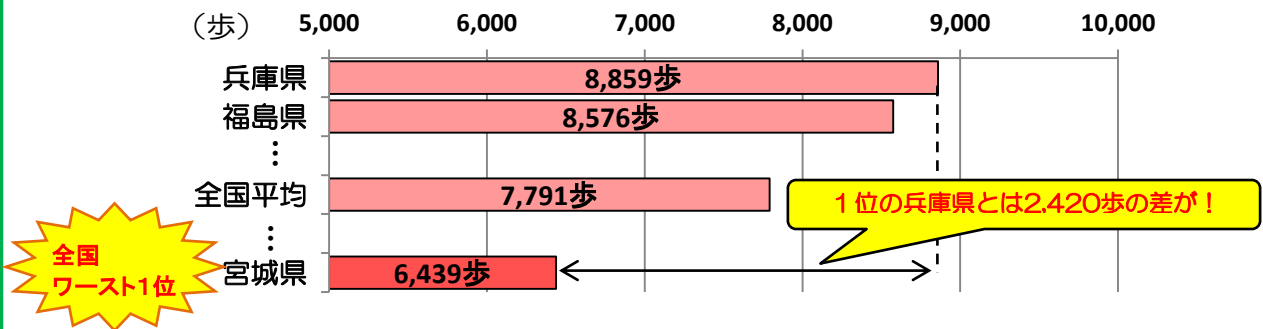 （歩）
5,000 6,000 7,000 8,000 9,000 10,000
兵庫県 8,859歩
福島県 8,576歩
⋮
全国平均 7,791歩
1位の兵庫県とは2,420歩の差が！
⋮
全国
ワースト1位
宮城県 6,439歩